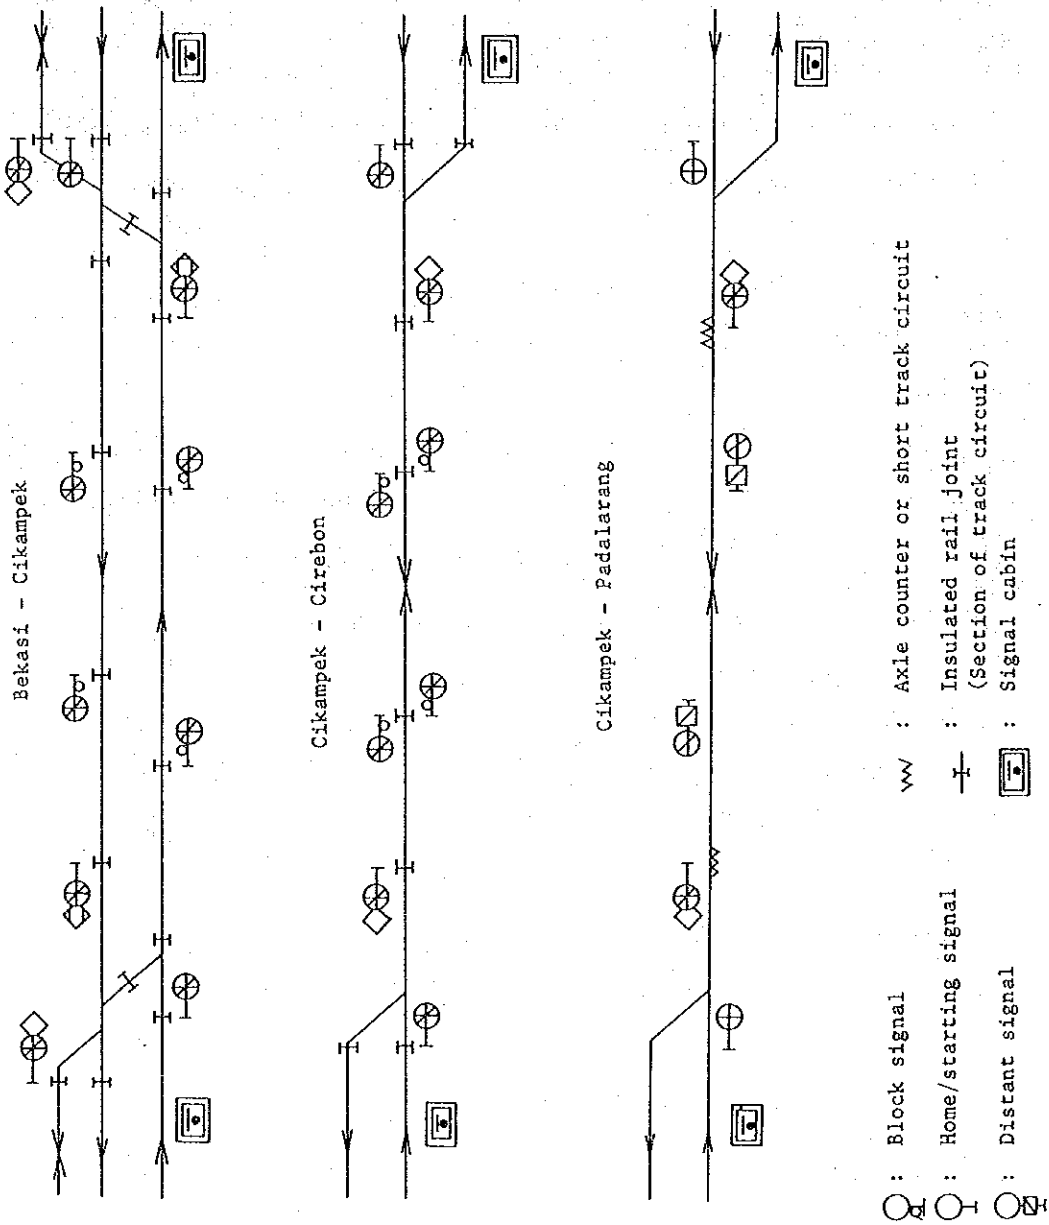 Bekasi - Cikampek
Cikampek - Cirebon
Cikampek - Padalarang
: Block signal
: Home/starting signal
: Distant signal
: Axle counter or short track circuit
: Insulated rail joint
(Section of track circuit)
: Signal cabin